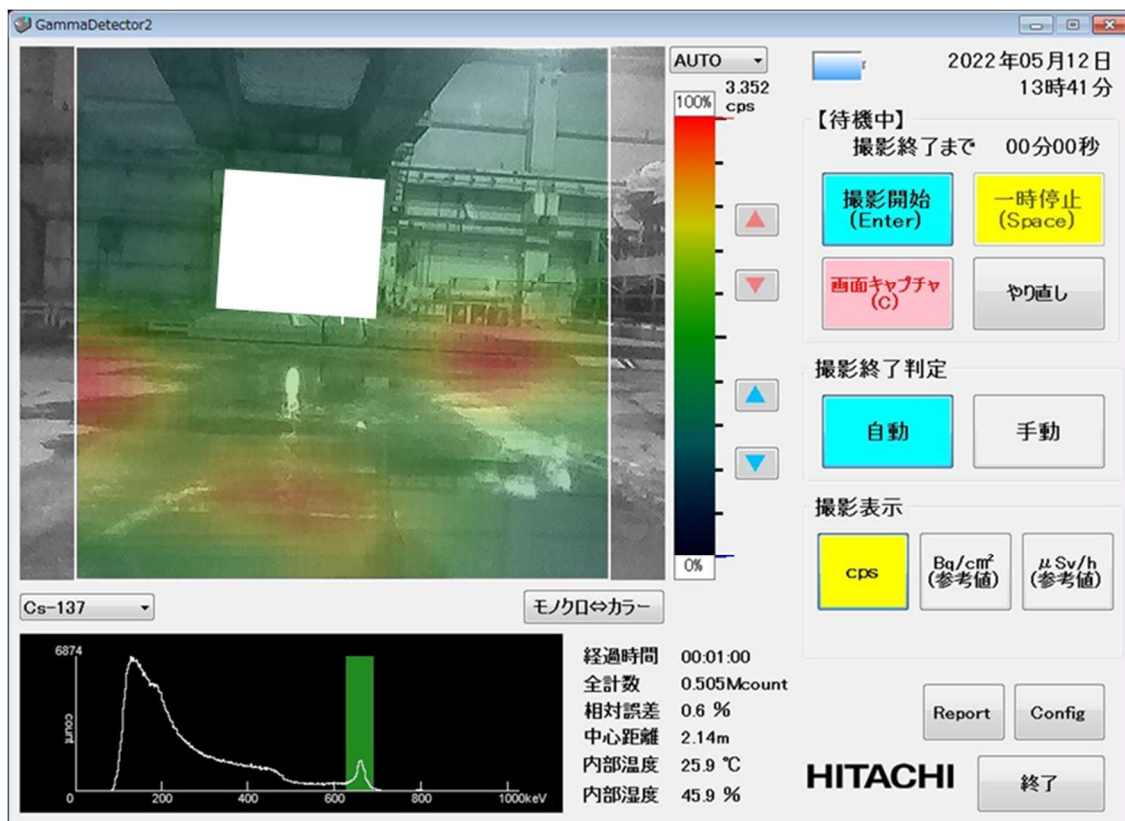 GammaDetector2
AUTO
3.352
cps
100%
0%
2022年05月12日
13時41分
【待機中】
撮影終了まで 00分00秒
撮影開始
(Enter)
一時停止
(Space)
画面キャプチャ
(C)
やり直し
撮影終了判定
自動
手動
撮影表示
cps
Bq/c㎡
(参考値)
μSv/h
(参考値)
Cs-137
モノクロ⇔カラー
6874
count
0
200
400
600
800
1000keV
経過時間 00:01:00
全計数 0.505Mcount
相対誤差 0.6 %
中心距離 2.14m
内部温度 25.9 ℃
内部湿度 45.9 %
Report
Config
HITACHI
終了